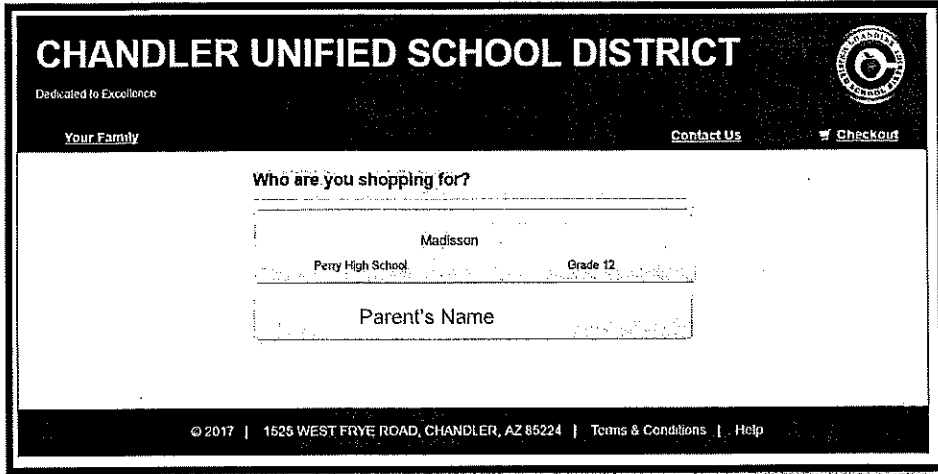 CHANDLER UNIFIED SCHOOL DISTRICT
Dedicated to Excellence
Your Family
Contact Us
Checkout
Who are you shopping for?
Madisson
Perry High School
Grade 12
Parent's Name
© 2017 | 1525 WEST FRYE ROAD, CHANDLER, AZ 85224 | Terms & Conditions | Help